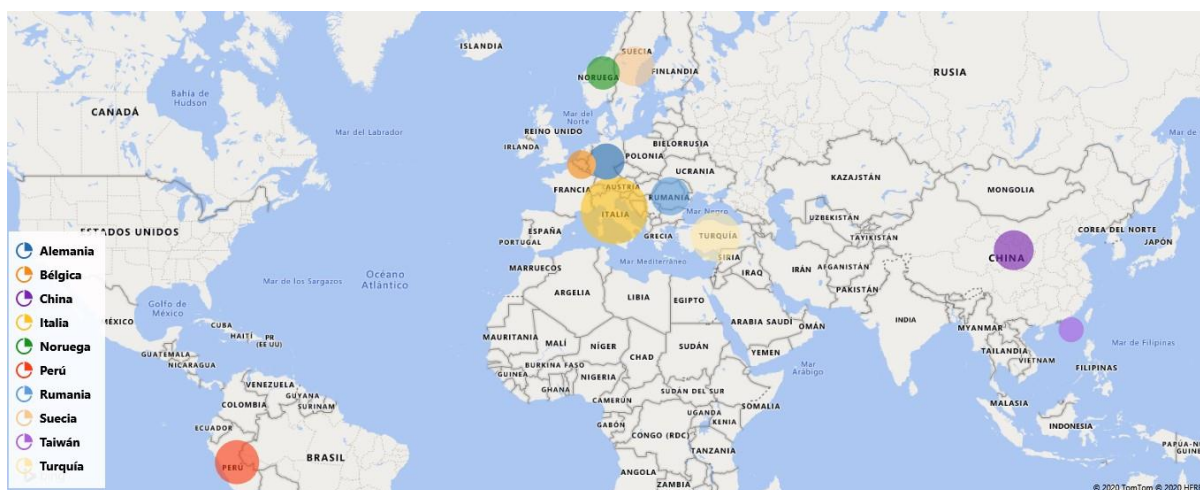 ISLANDIA
SUECIA
NORUEGA
FINLANDIA
RUSIA
Bahía de
Hudson
CANADÁ
Mar del Labrador
Mar del
Norte
REINO UNIDO
IRLANDA
BIELORRUSIA
POLONIA
UCRANIA
KAZAJSTÁN
MONGOLIA
FRANCIA
AUSTRIA
RUMANIA
ITALIA
Mar Negro
UZBEKISTÁN
TAYIKISTÁN
COREA DEL NORTE
JAPÓN
ESTADOS UNIDOS
ESPAÑA
PORTUGAL
GRECIA
TURQUÍA
SIRIA
Mar Mediterráneo
CHINA
IRAQ
IRÁN
AFGANISTÁN
PAKISTÁN
MARRUECOS
Océano
Atlántico
Mar de los Sargazos
ARGELIA
LIBIA
EGIPTO
ARABIA SAUDI
OMÁN
INDIA
MYANMAR
Golfo de
México
MÉXICO
CUBA
HAITÍ
PR
(EE UU)
MAURITANIA
MALÍ
NÍGER
CHAD
SUDÁN
YEMEN
Mar
Arábigo
TAILANDIA
VIETNAM
FILIPINAS
Mar de Filipinas
GUATEMALA
NICARAGUA
GUINEA
BURKINA FASO
GHANA
NIGERIA
CAMERÚN
SUDÁN DEL SUR
SOMALIA
VENEZUELA
GUYANA
SURINAM
COLOMBIA
ECUADOR
PERÚ
BRASIL
GABÓN
CONGO (RDC)
UGANDA
KENIA
TANZANIA
ANGOLA
ZAMBIA
MALASIA
INDONESIA
PAPÚA-NU
GUINE
Alemania
Bélgica
China
Italia
Noruega
Perú
Rumania
Suecia
Taiwán
Turquía
© 2020 TomTom © 2020 HERE